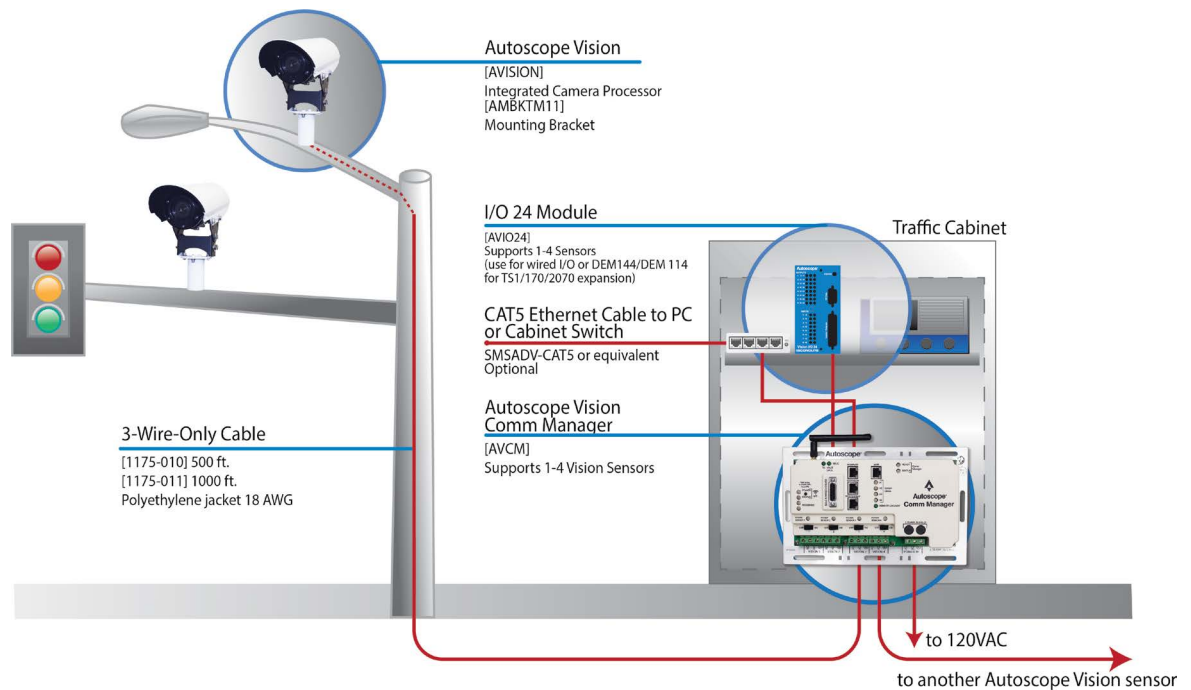 Autoscope Vision
[AVISION]
Integrated Camera Processor
[AMBKTM11]
Mounting Bracket
I/O 24 Module
[AVIO24]
Supports 1-4 Sensors
(use for wired I/O or DEM144/DEM 114
for TS1/170/2070 expansion)
Traffic Cabinet
Autoscope
CAT5 Ethernet Cable to PC
or Cabinet Switch
SMSADV-CAT5 or equivalent
Optional
Autoscope Vision
Comm Manager
[AVCM]
Supports 1-4 Vision Sensors
3-Wire-Only Cable
[1175-010] 500 ft.
[1175-011] 1000 ft.
Polyethylene jacket 18 AWG
Autoscope
Autoscope
Comm Manager
to 120VAC
to another Autoscope Vision sensor